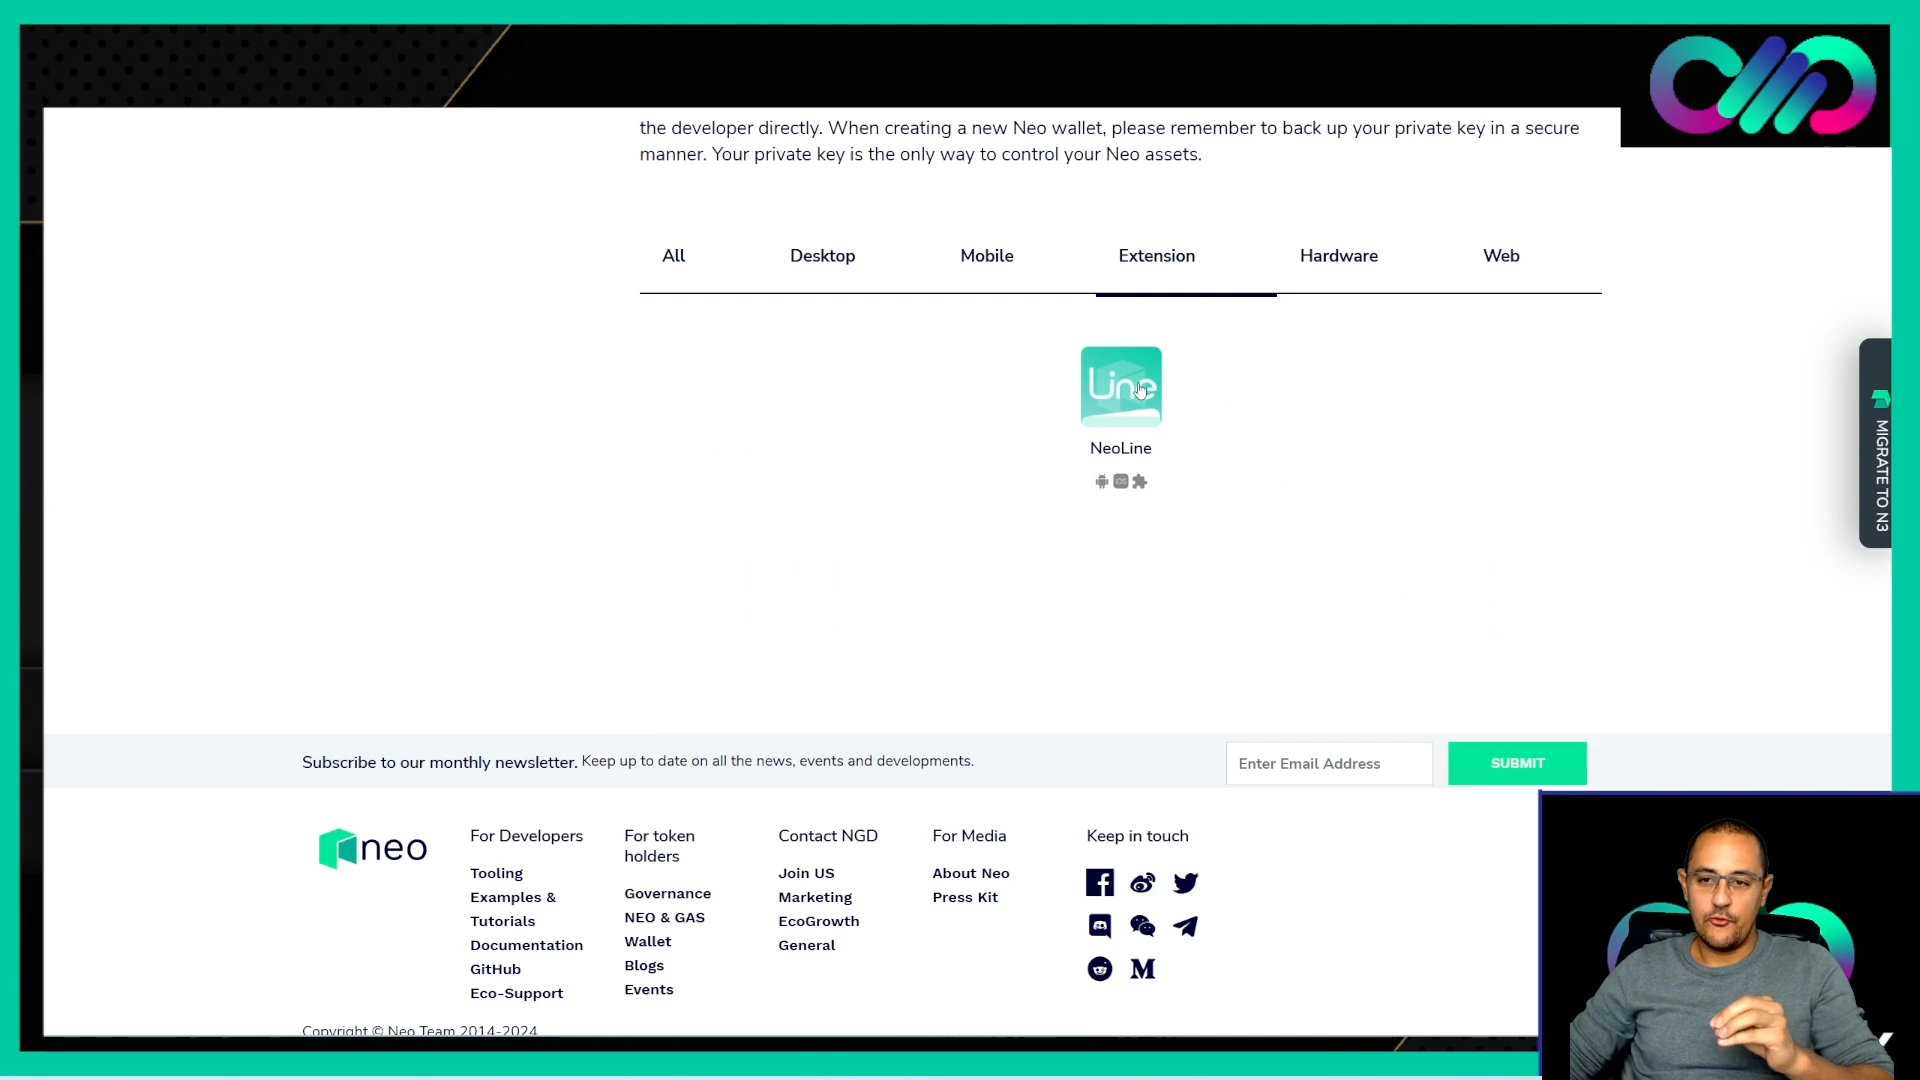 the developer directly. When creating a new Neo wallet, please remember to back up your private key in a secure
manner. Your private key is the only way to control your Neo assets.
All Desktop Mobile Extension Hardware Web
Line
NeoLine
iOS
MIGRATE TO N3
Subscribe to our monthly newsletter. Keep up to date on all the news, events and developments.
Enter Email Address
SUBMIT
neo
For Developers
Tooling
Examples &
Tutorials
Documentation
GitHub
Eco-Support
For token
holders
Governance
NEO & GAS
Wallet
Blogs
Events
Contact NGD
Join US
Marketing
EcoGrowth
General
For Media
About Neo
Press Kit
Keep in touch
Copyright © Neo Team 2014-2024